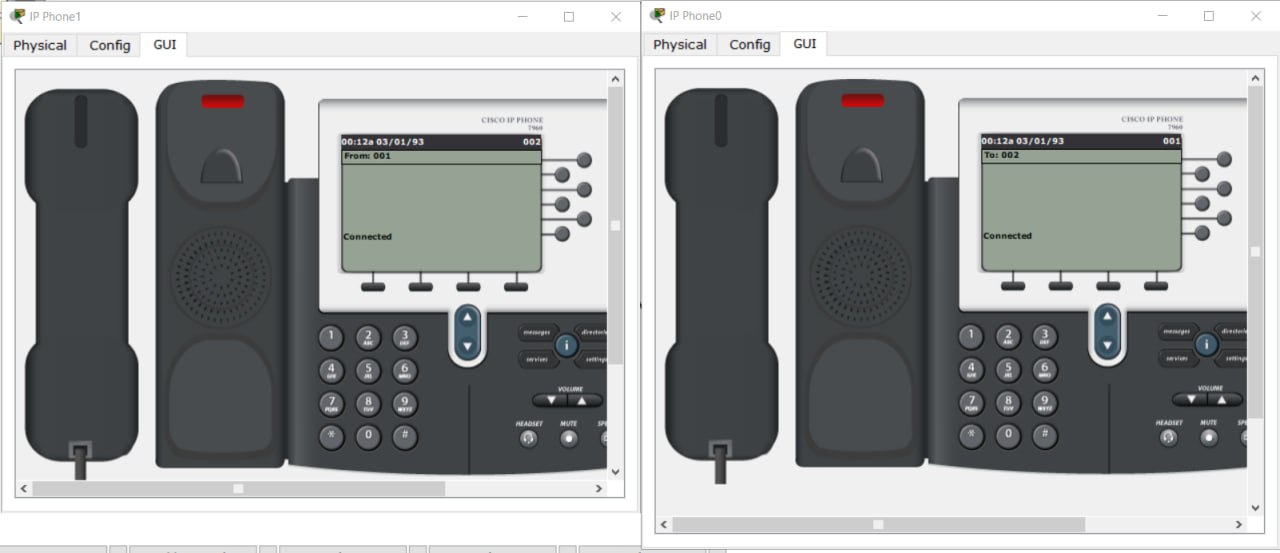 IP Phone1
Physical Config GUI
CISCO IP PHONE
7960
00:12a 03/01/93 002
From: 001
Connected
1 2 ABC 3 DEF
4 GHI 5 JKL 6 MNO
7 PQRS 8 TUV 9 WXYZ
* 0 #
messages directorie
i
services settings
VOLUME
HEADSET MUTE SPE
IP Phone0
Physical Config GUI
CISCO IP PHONE
7960
00:12a 03/01/93 001
To: 002
Connected
1 2 ABC 3 DEF
4 GHI 5 JKL 6 MNO
7 PQRS 8 TUV 9 WXYZ
* 0 #
messages directorie
i
services settings
VOLUME
HEADSET MUTE SPE